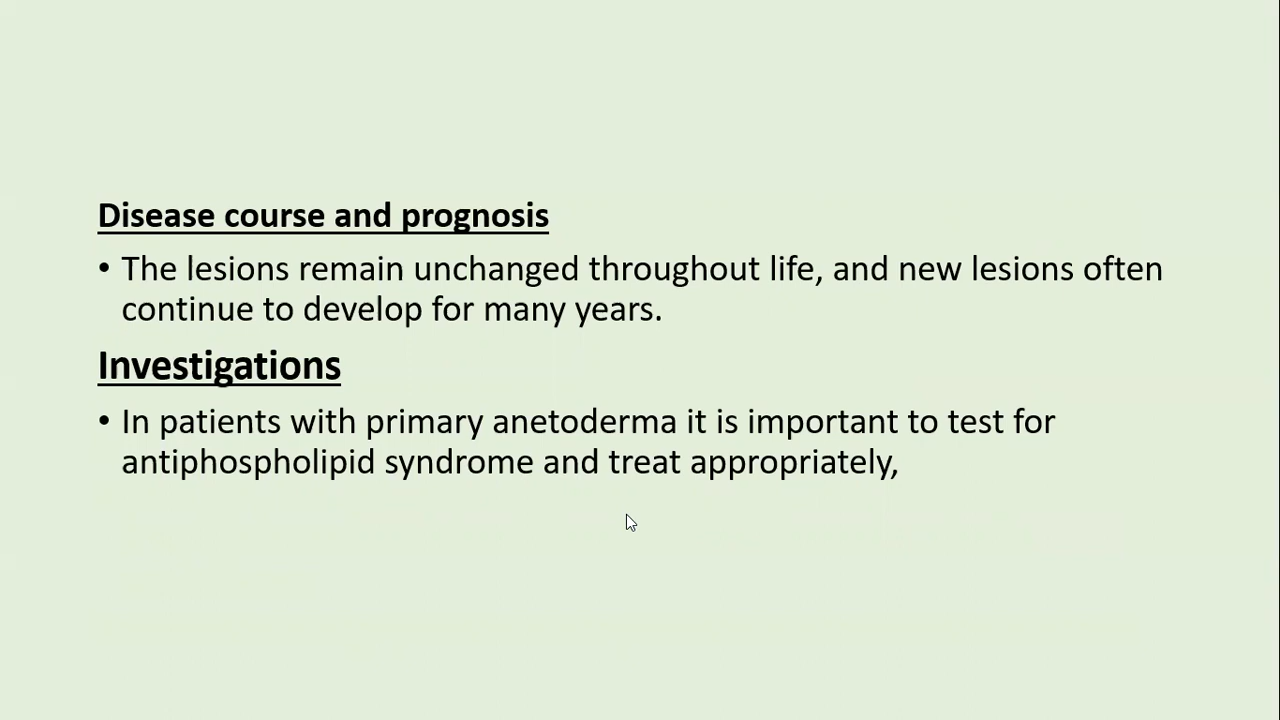 Disease course and prognosis
• The lesions remain unchanged throughout life, and new lesions often
continue to develop for many years.
Investigations
• In patients with primary anetoderma it is important to test for
antiphospholipid syndrome and treat appropriately,